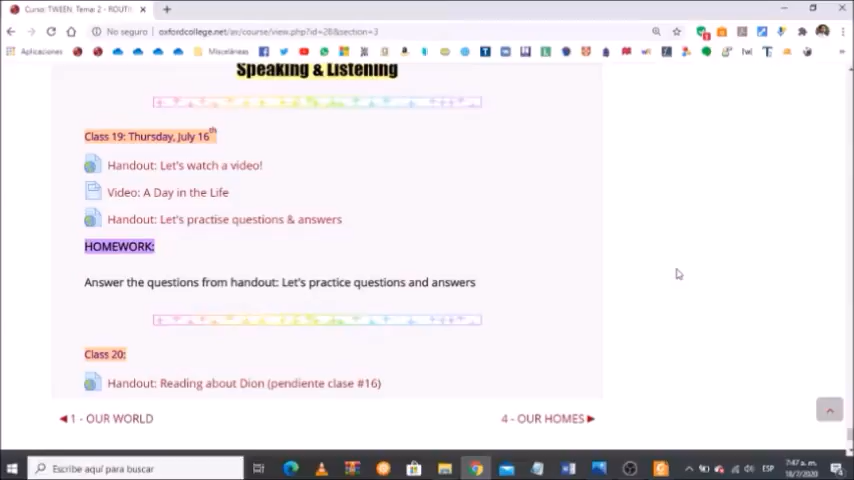 Curso: TWEEN. Tema: 2 - ROUTI
No seguro
oxfordcollege.net/av/course/view.php?id=28&section=3
Aplicaciones
Misceláneas
Speaking & Listening
Class 19: Thursday, July 16th
Handout: Let's watch a video!
Video: A Day in the Life
Handout: Let's practise questions & answers
HOMEWORK:
Answer the questions from handout: Let's practice questions and answers
Class 20:
Handout: Reading about Dion (pendiente clase #16)
◄ 1 - OUR WORLD
4 - OUR HOMES ►
Escribe aquí para buscar
ESP
7:47 a. m.
18/7/2020